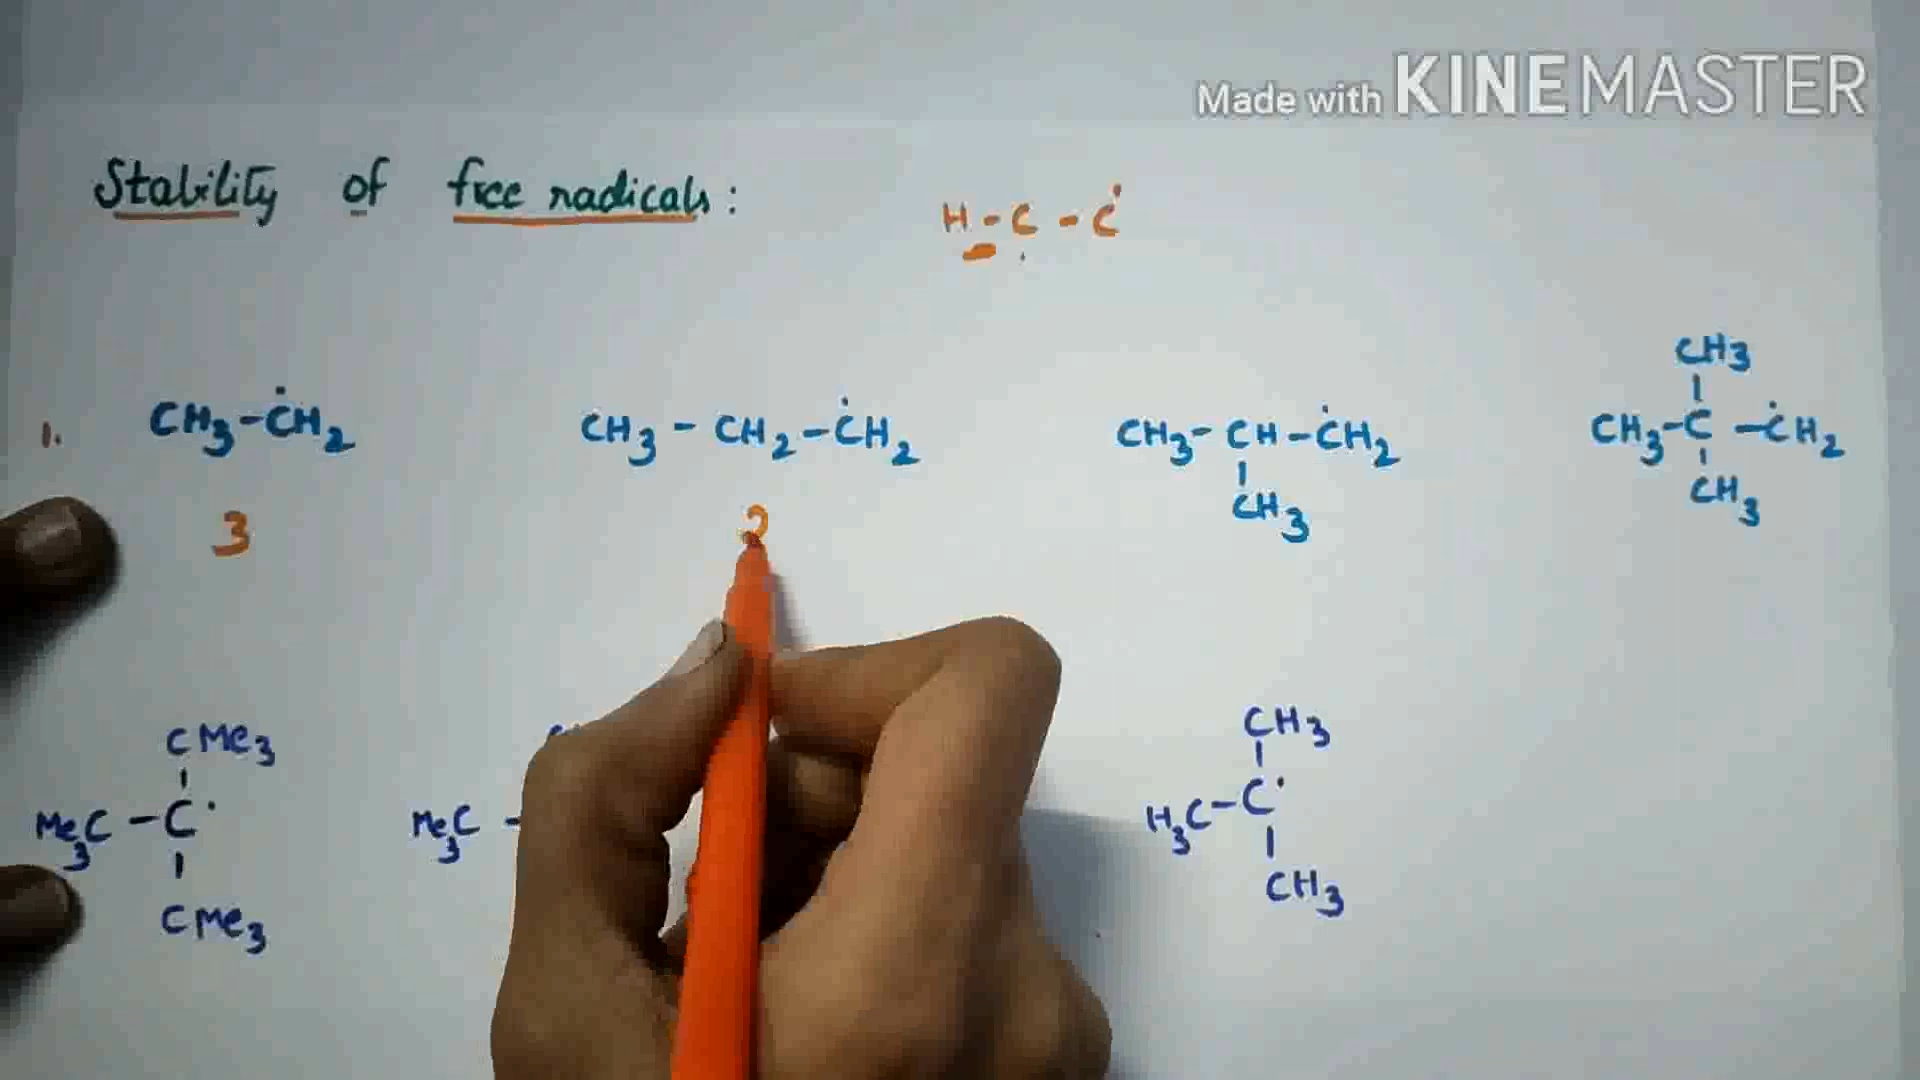 Made with KINEMASTER
Stability of free radicals :
H - C - Ċ
1. CH3-ĊH2
CH3 - CH2 -ĊH2
CH3- CH -ĊH2
CH3
CH3
CH3-C -ĊH2
CH3
3
2
CMe3
Me3C -C·
CMe3
Me3C -
CH3
H3C-C·
CH3